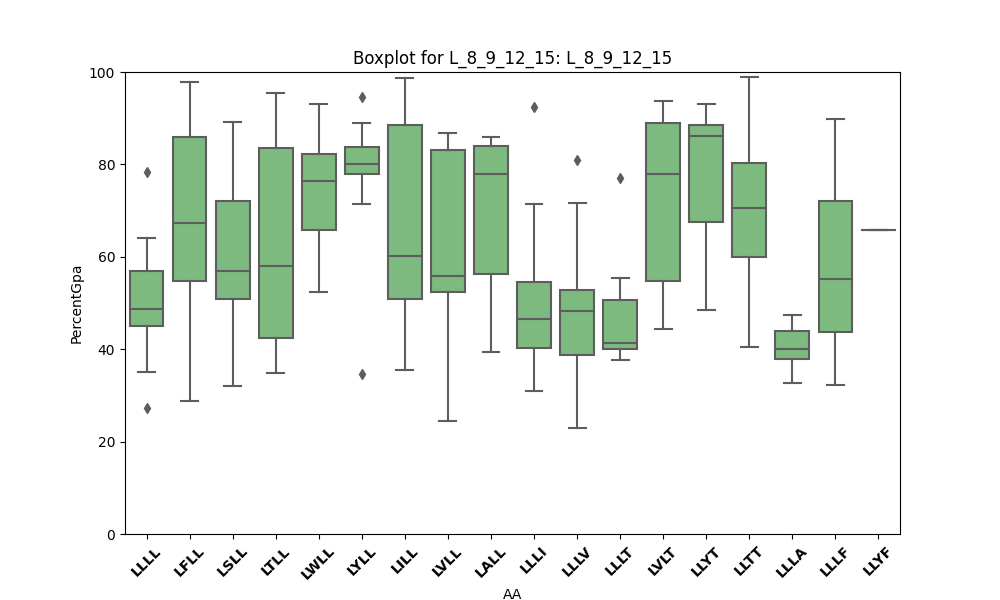 Boxplot for L_8_9_12_15: L_8_9_12_15
100
80
60
40
20
0
PercentGpa
LLLL LFLL LSLL LTLL LWLL LYLL LILL LVLL LALL LLLI LLLV LLLT LVLT LLYT LLTT LLLA LLLF LLYF
AA